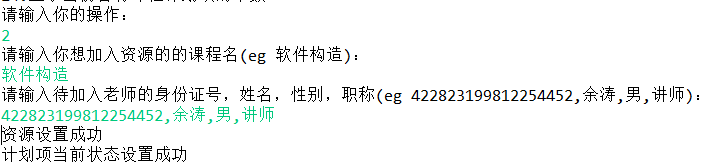 请输入你的操作：
2
请输入你想加入资源的的课程名(eg 软件构造)：
软件构造
请输入待加入老师的身份证号，姓名，性别，职称(eg 422823199812254452,余涛,男,讲师)：
422823199812254452,余涛,男,讲师
资源设置成功
计划项当前状态设置成功